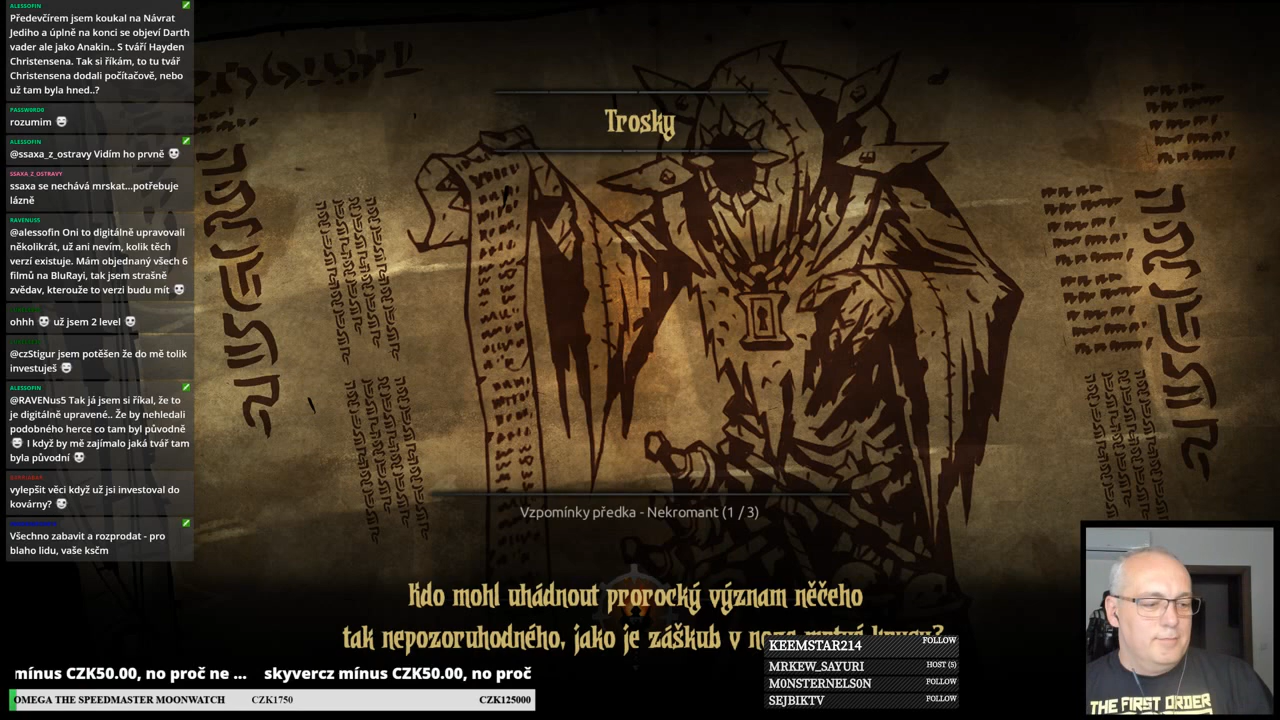 ALESSOFIN
Předevčírem jsem koukal na Návrat
Jediho a úplně na konci se objeví Darth
vader ale jako Anakin.. S tváří Hayden
Christensena. Tak si říkám, to tu tvář
Christensena dodali počítačově, nebo
už tam byla hned..?
PASSW0RD0
rozumim
ALESSOFIN
@ssaxa_z_ostravy Vidím ho prvně
SSAXA_Z_OSTRAVY
ssaxa se nechává mrskat...potřebuje
lázně
RAVENUS5
@alessofin Oni to digitálně upravovali
několikrát, už ani nevím, kolik těch
verzí existuje. Mám objednaný všech 6
filmů na BluRayi, tak jsem strašně
zvědav, kterouže to verzi budu mít
ohhh už jsem 2 level
@czStigur jsem potěšen že do mě tolik
investuješ
ALESSOFIN
@RAVENus5 Tak já jsem si říkal, že to
je digitálně upravené.. Že by nehledali
podobného herce co tam byl původně
I když by mě zajímalo jaká tvář tam
byla původní
vylepšit věci když už jsi investoval do
kovárny?
Všechno zabavit a rozprodat - pro
blaho lidu, vaše ksčm
Trosky
Vzpomínky předka - Nekromant (1 / 3)
Kdo mohl uhádnout prorocký význam něčeho
tak nepozoruhodného, jako je záškub v
mínus CZK50.00, no proč ne ... skyvercz mínus CZK50.00, no proč
OMEGA THE SPEEDMASTER MOONWATCH CZK1750 CZK125000
KEEMSTAR214 FOLLOW
MRKEW_SAYURI HOST (5)
M0NSTERNELS0N FOLLOW
SEJBIKTV FOLLOW
THE FIRST ORDER